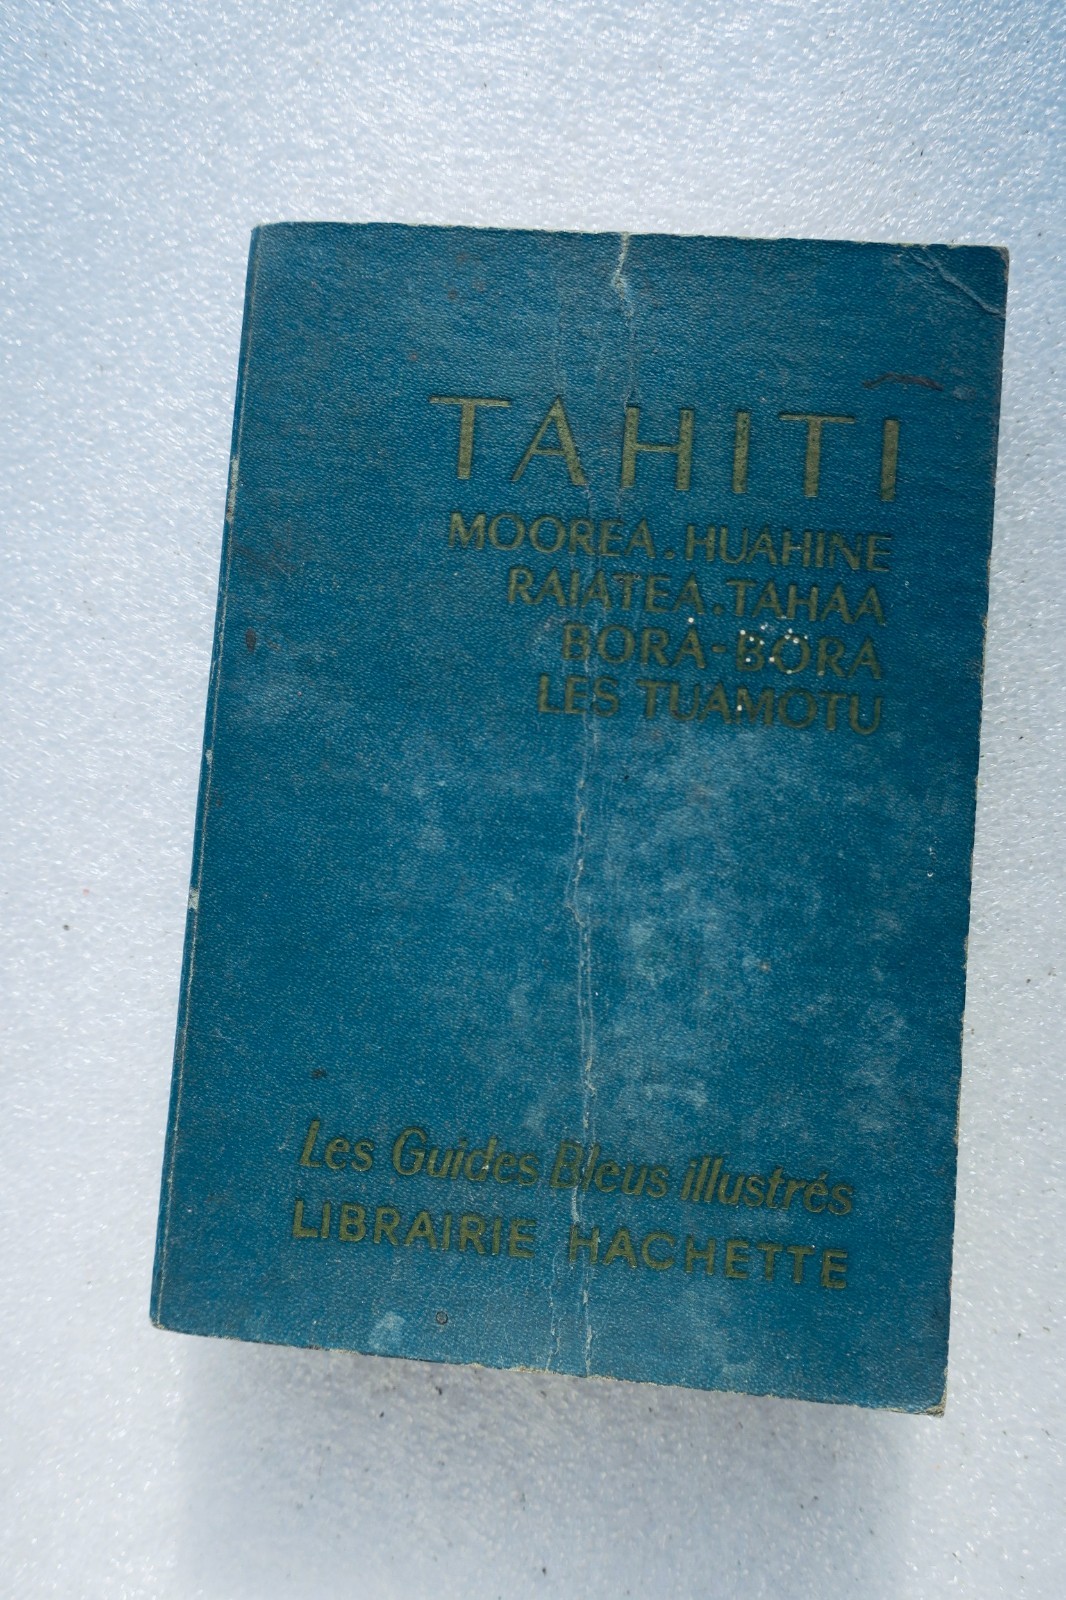 TAHITI
MOOREA.HUAHINE
RAIATEA.TAHAA
BORA-BORA
LES TUAMOTU
Les Guides Bleus illustrés
LIBRAIRIE HACHETTE